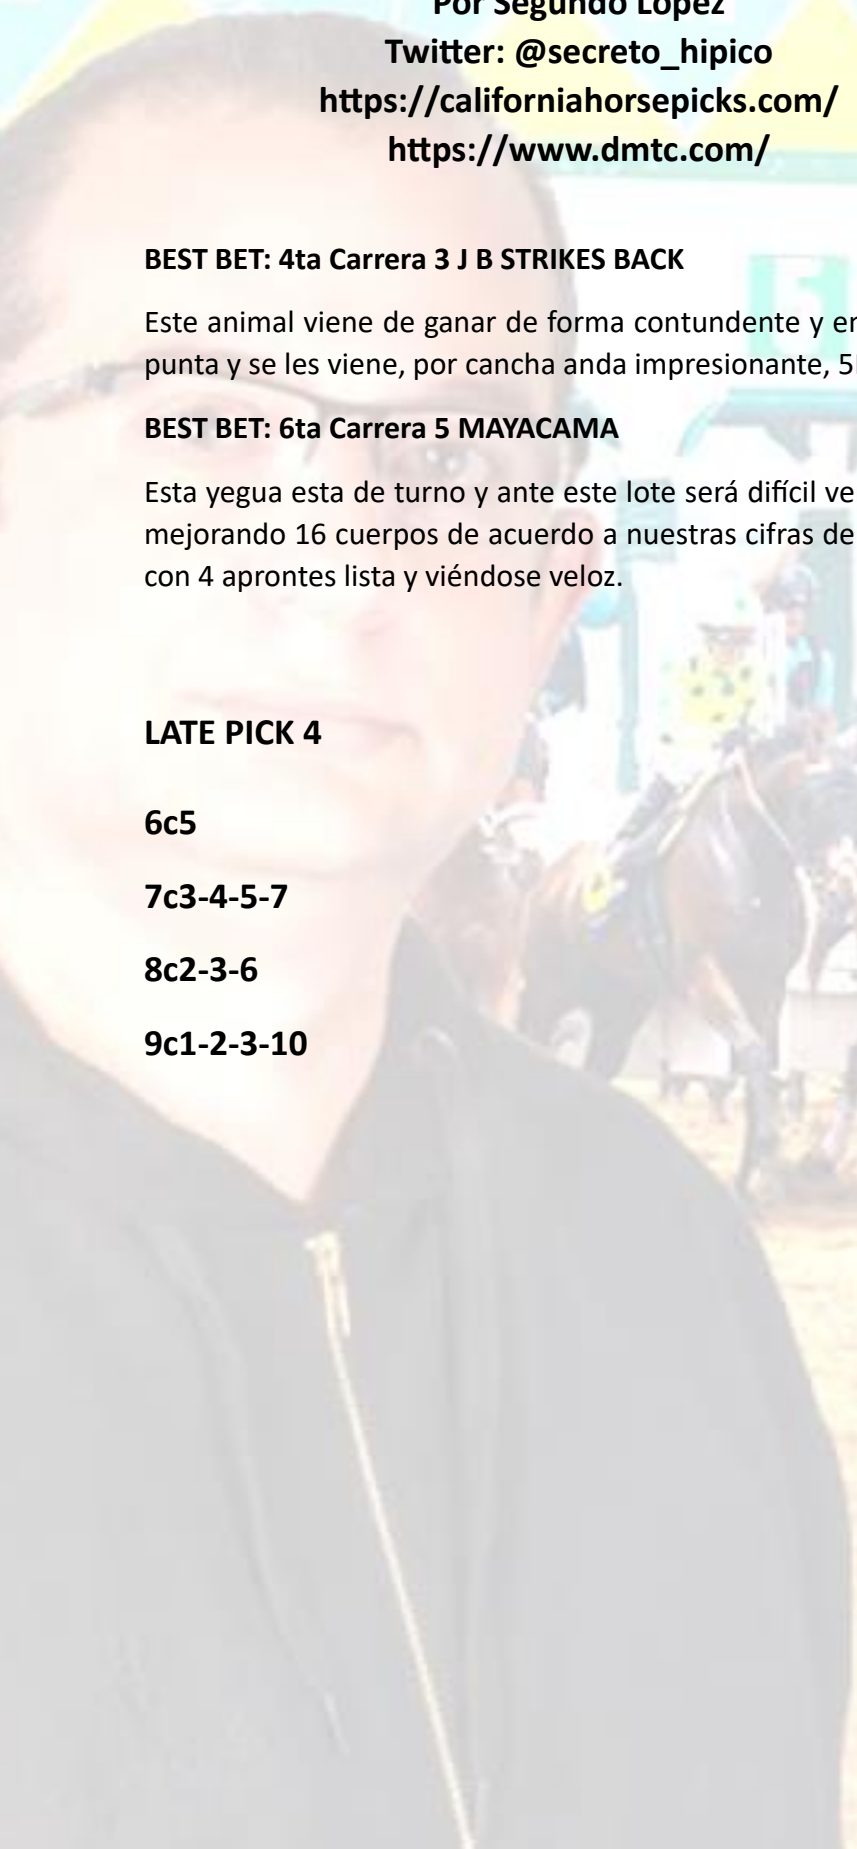 Por Segundo Lopez
Twitter: @secreto_hipico
https://californiahorsepicks.com/
https://www.dmtc.com/
BEST BET: 4ta Carrera 3 J B STRIKES BACK
Este animal viene de ganar de forma contundente y
punta y se les viene, por cancha anda impresionante,
BEST BET: 6ta Carrera 5 MAYACAMA
Esta yegua esta de turno y ante este lote será difícil
mejorando 16 cuerpos de acuerdo a nuestras cifras de
con 4 aprontes lista y viéndose veloz.
LATE PICK 4
6c5
7c3-4-5-7
8c2-3-6
9c1-2-3-10